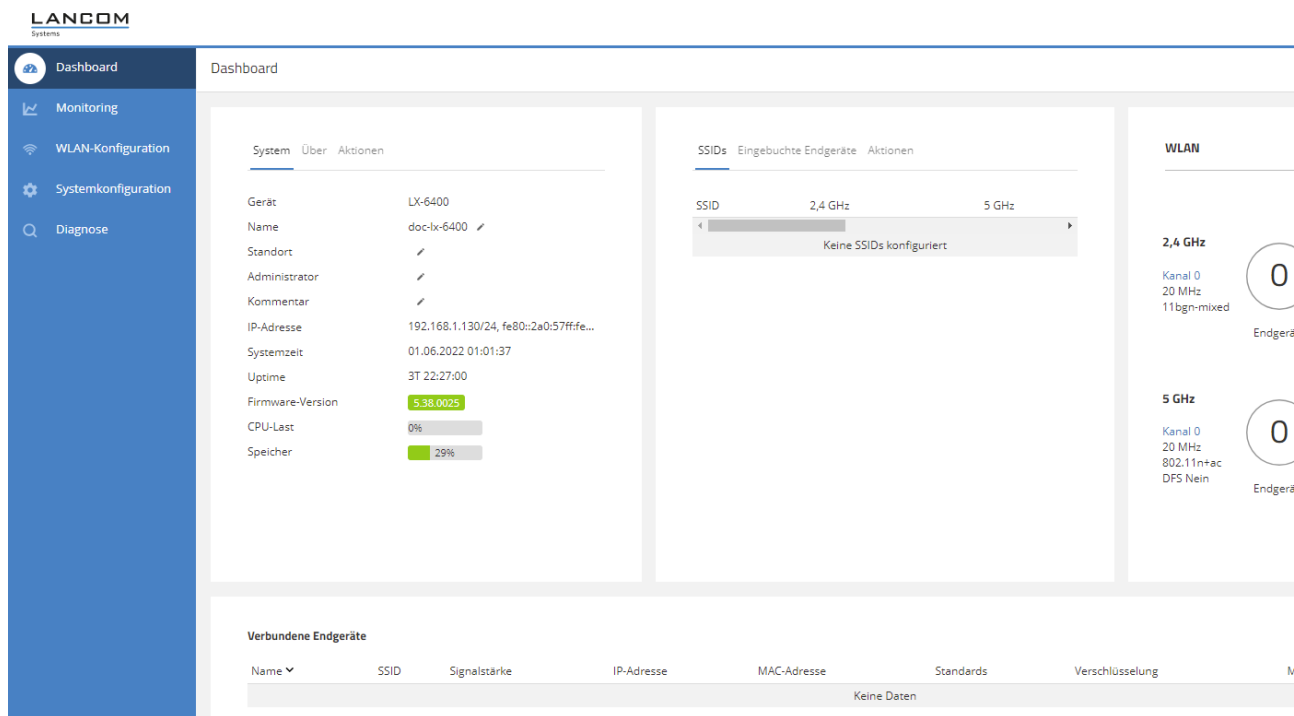 LANCOM
Systems
Dashboard
Monitoring
WLAN-Konfiguration
Systemkonfiguration
Diagnose
Dashboard
System Über Aktionen
Gerät LX-6400
Name doc-lx-6400
Standort
Administrator
Kommentar
IP-Adresse 192.168.1.130/24, fe80::2a0:57ff:fe...
Systemzeit 01.06.2022 01:01:37
Uptime 3T 22:27:00
Firmware-Version 5.38.0025
CPU-Last 0%
Speicher 29%
SSIDs Eingebuchte Endgeräte Aktionen
SSID 2,4 GHz 5 GHz
Keine SSIDs konfiguriert
WLAN
2,4 GHz
Kanal 0
20 MHz
11bgn-mixed
0
Endgerä
5 GHz
Kanal 0
20 MHz
802.11n+ac
DFS Nein
0
Endgerä
Verbundene Endgeräte
Name SSID Signalstärke IP-Adresse MAC-Adresse Standards Verschlüsselung M
Keine Daten